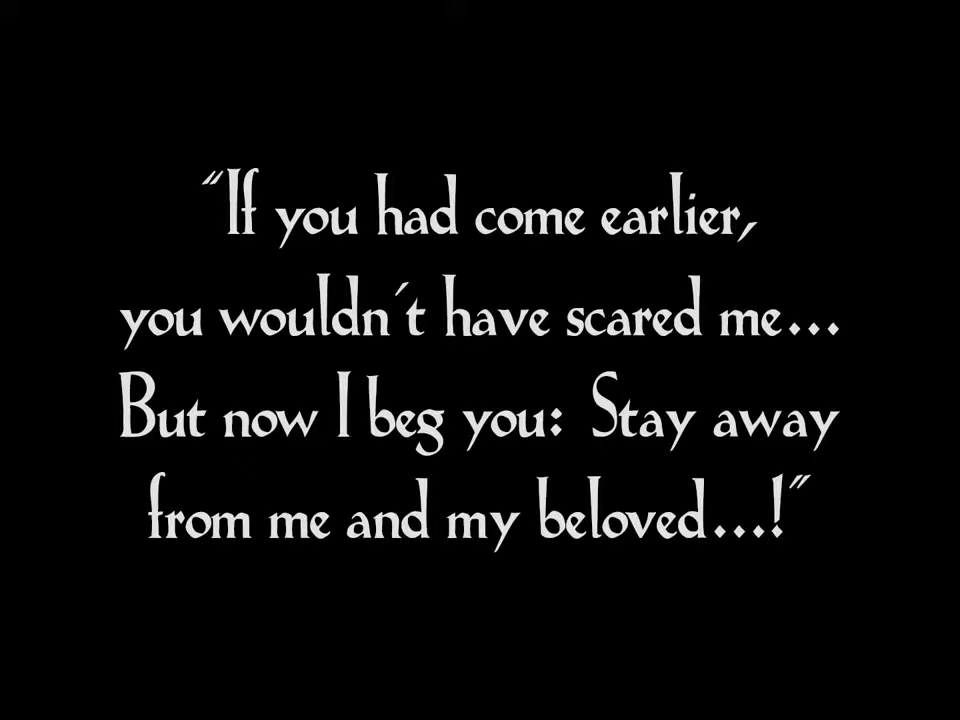 "If you had come earlier,
you wouldn´t have scared me...
But now I beg you: Stay away
from me and my beloved...!"